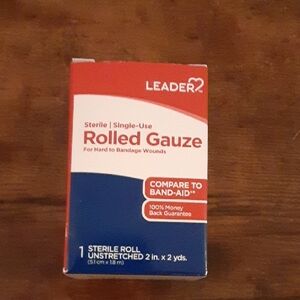 LEADER
Sterile | Single-Use
Rolled Gauze
For Hard to Bandage Wounds
COMPARE TO
BAND-AID®**
100% Money
Back Guarantee
1 STERILE ROLL
UNSTRETCHED 2 in. x 2 yds.
(5.1 cm x 1.8 m)